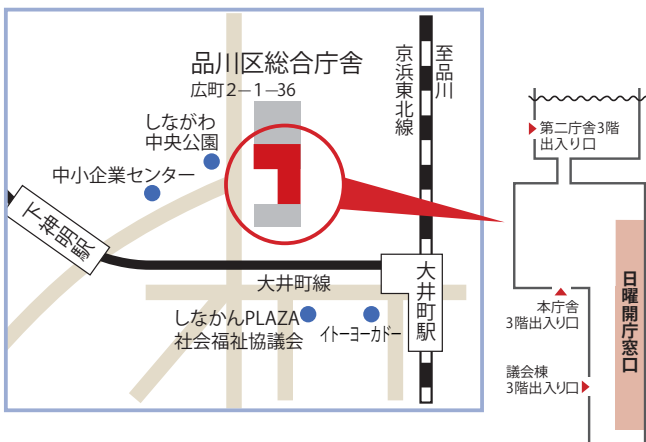 品川区総合庁舎
広町2－1－36
しながわ
中央公園
中小企業センター
下神明駅
京浜東北線
至品川
大井町線
大井町駅
しなかんPLAZA
社会福祉協議会
イトーヨーカドー
第二庁舎3階
出入り口
本庁舎
3階出入り口
議会棟
3階出入り口
日曜開庁窓口